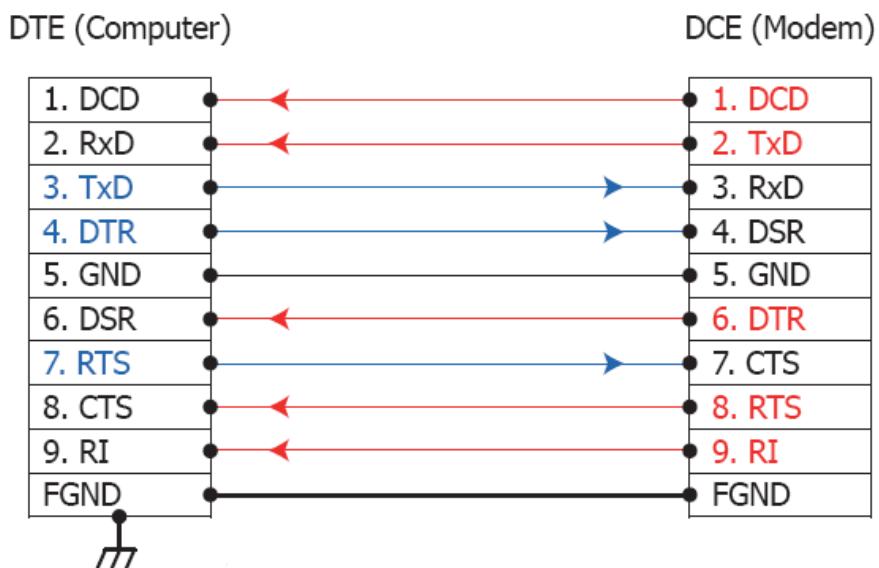 DTE (Computer) DCE (Modem)
1. DCD 1. DCD
2. RxD 2. TxD
3. TxD 3. RxD
4. DTR 4. DSR
5. GND 5. GND
6. DSR 6. DTR
7. RTS 7. CTS
8. CTS 8. RTS
9. RI 9. RI
FGND FGND